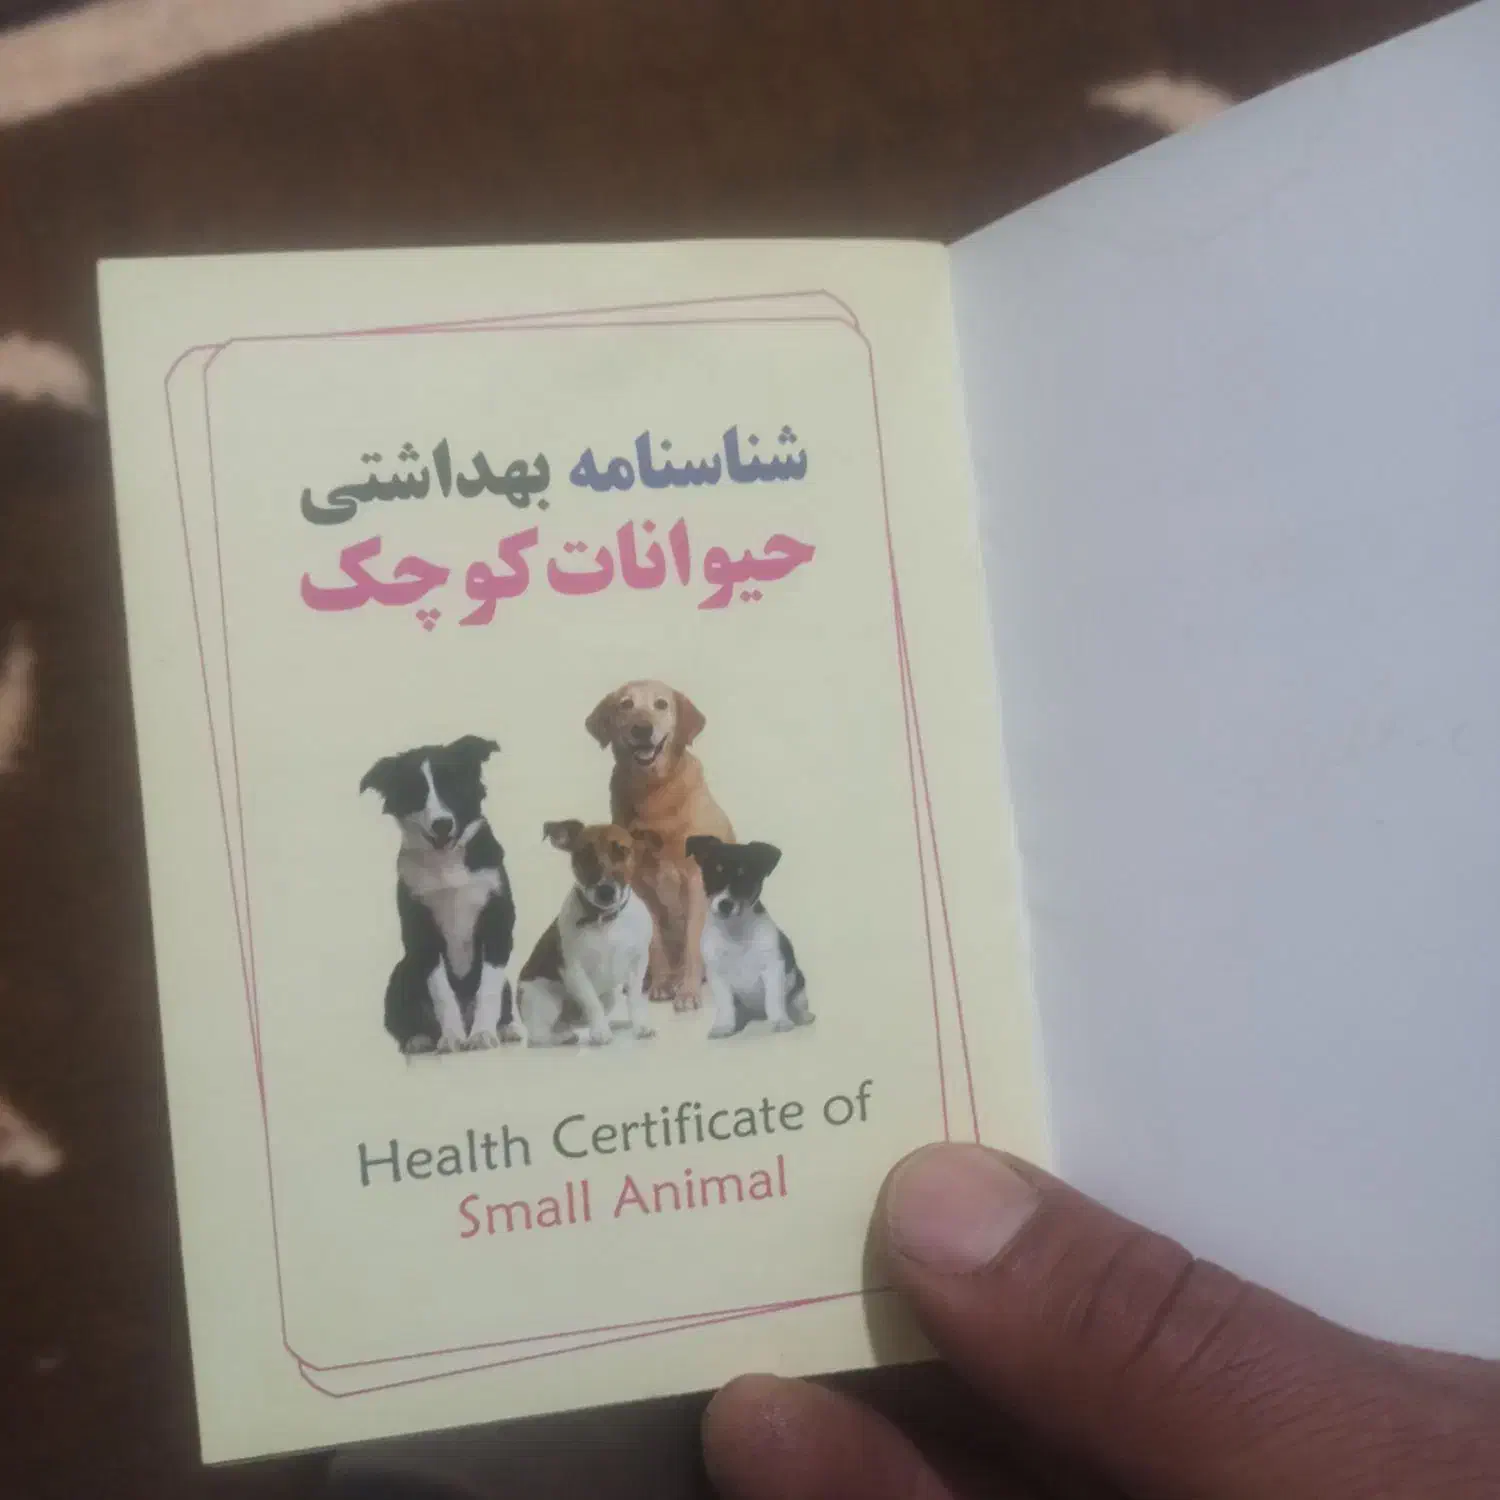 شناسنامه بهداشتی
حیوانات کوچک
Health Certificate of
Small Animal